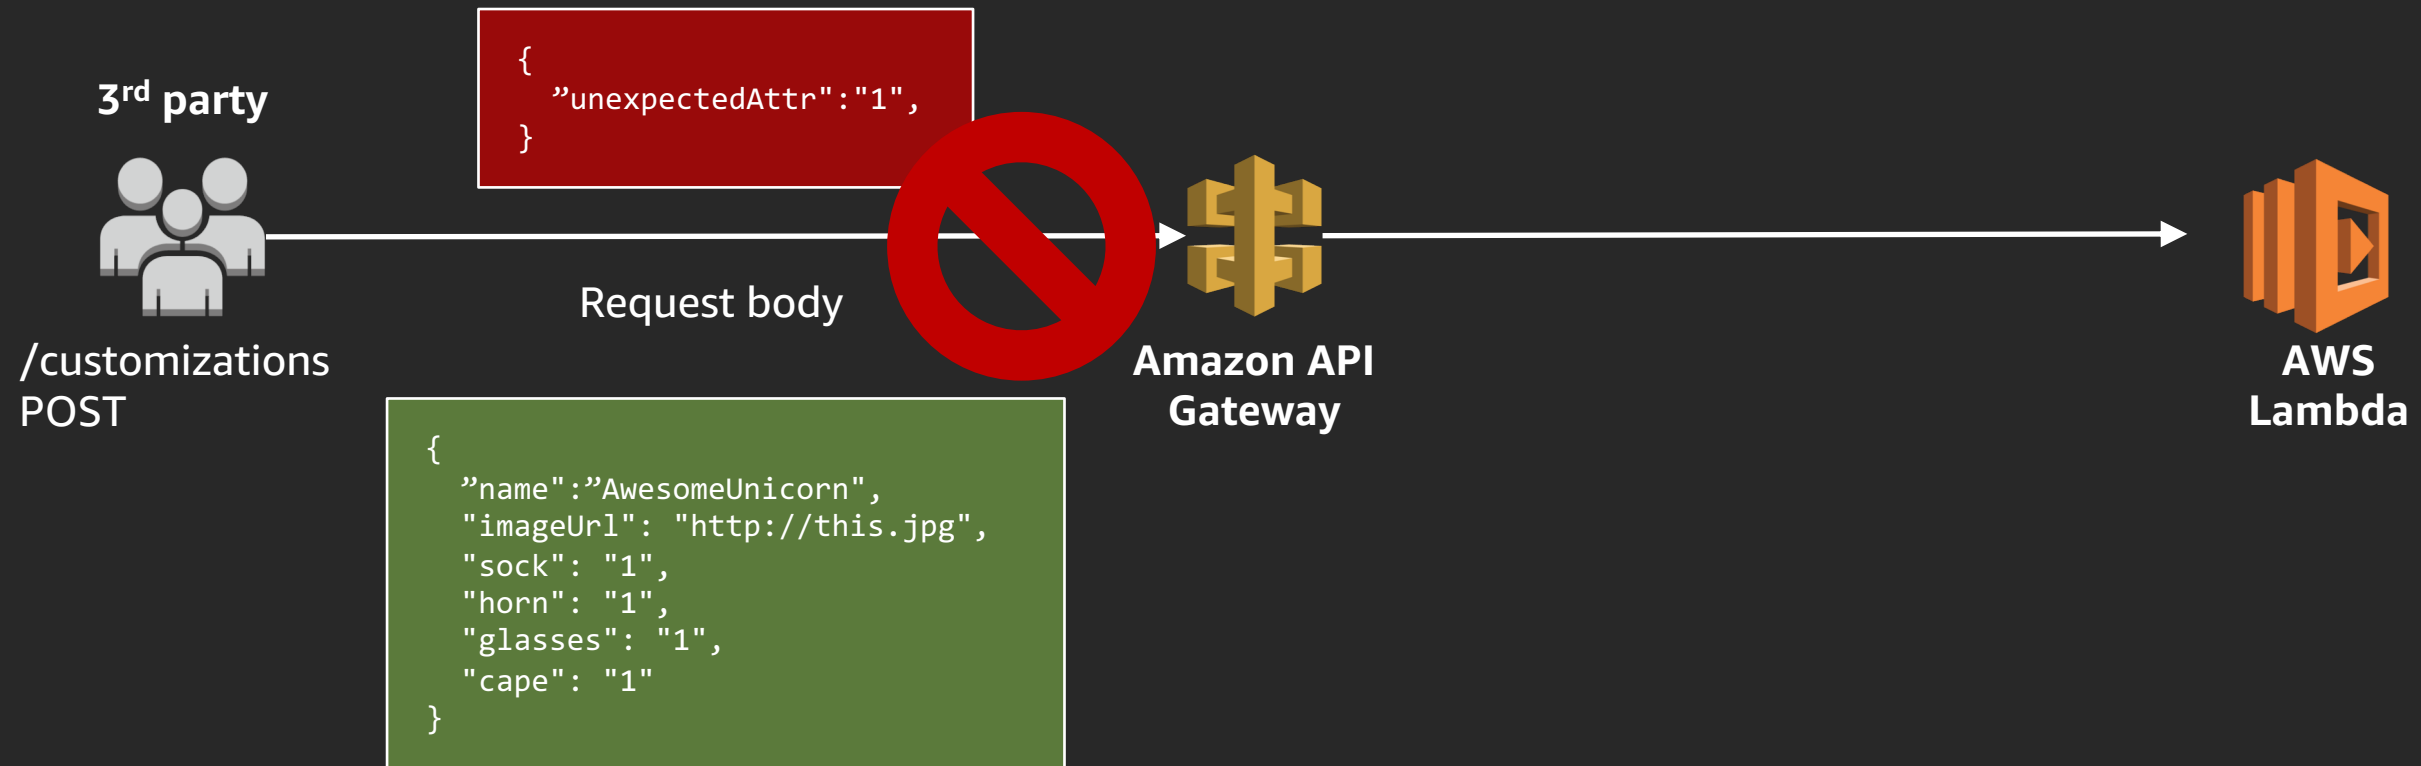 3rd party
{
”unexpectedAttr":"1",
}
Request body
/customizations
POST
Amazon API
Gateway
AWS
Lambda
{
”name":”AwesomeUnicorn",
"imageUrl": "http://this.jpg",
"sock": "1",
"horn": "1",
"glasses": "1",
"cape": "1"
}